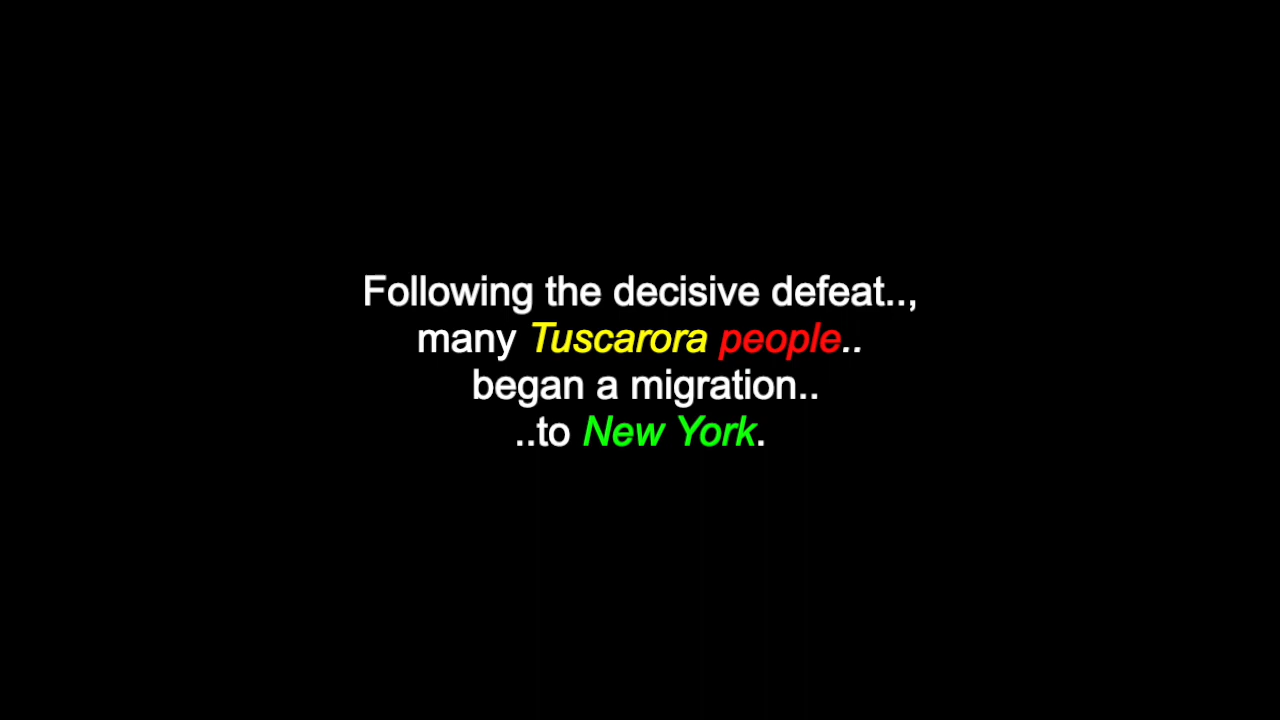 Following the decisive defeat..,
many Tuscarora people..
began a migration..
..to New York.